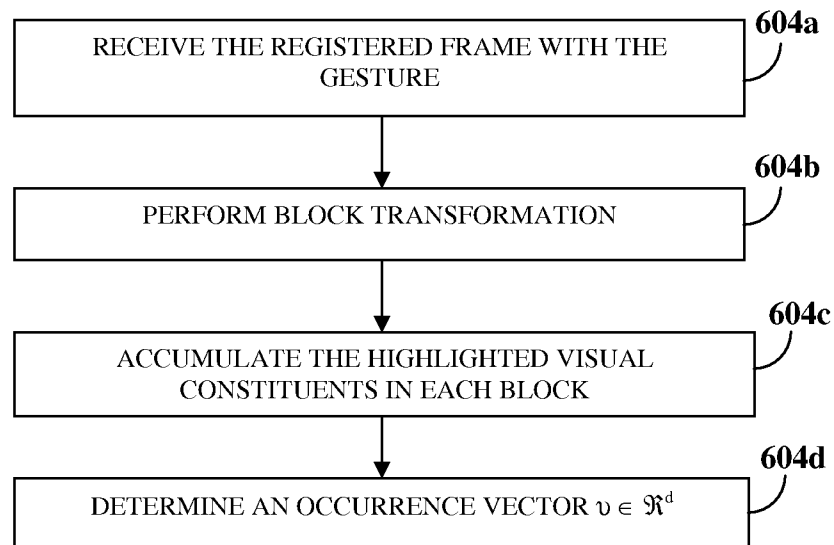 604a
RECEIVE THE REGISTERED FRAME WITH THE
GESTURE
604b
PERFORM BLOCK TRANSFORMATION
604c
ACCUMULATE THE HIGHLIGHTED VISUAL
CONSTITUENTS IN EACH BLOCK
604d
DETERMINE AN OCCURRENCE VECTOR υ ∈ ℜᵈ